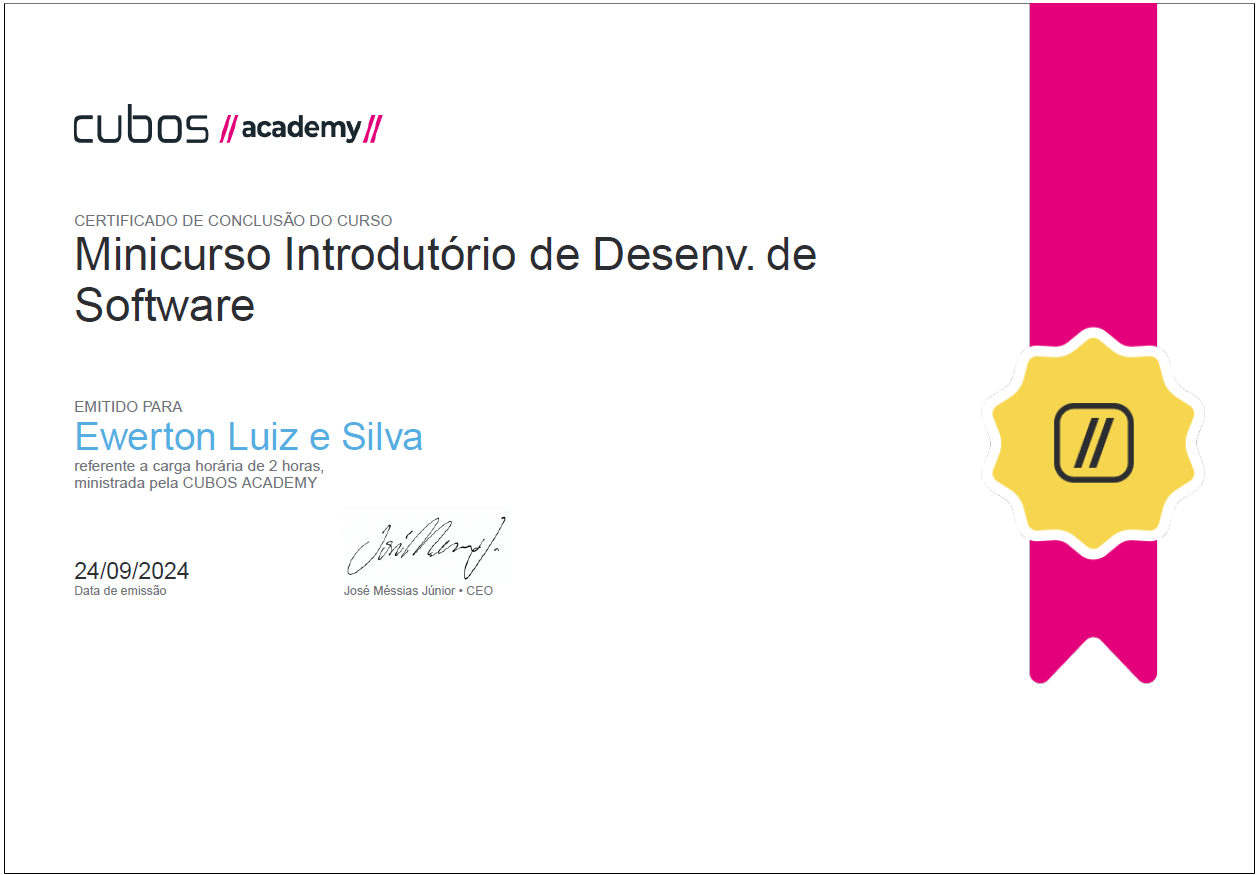 cubos //academy//
CERTIFICADO DE CONCLUSÃO DO CURSO
Minicurso Introdutório de Desenv. de
Software
EMITIDO PARA
Ewerton Luiz e Silva
referente a carga horária de 2 horas,
ministrada pela CUBOS ACADEMY
24/09/2024
Data de emissão
José Méssias Júnior • CEO
//